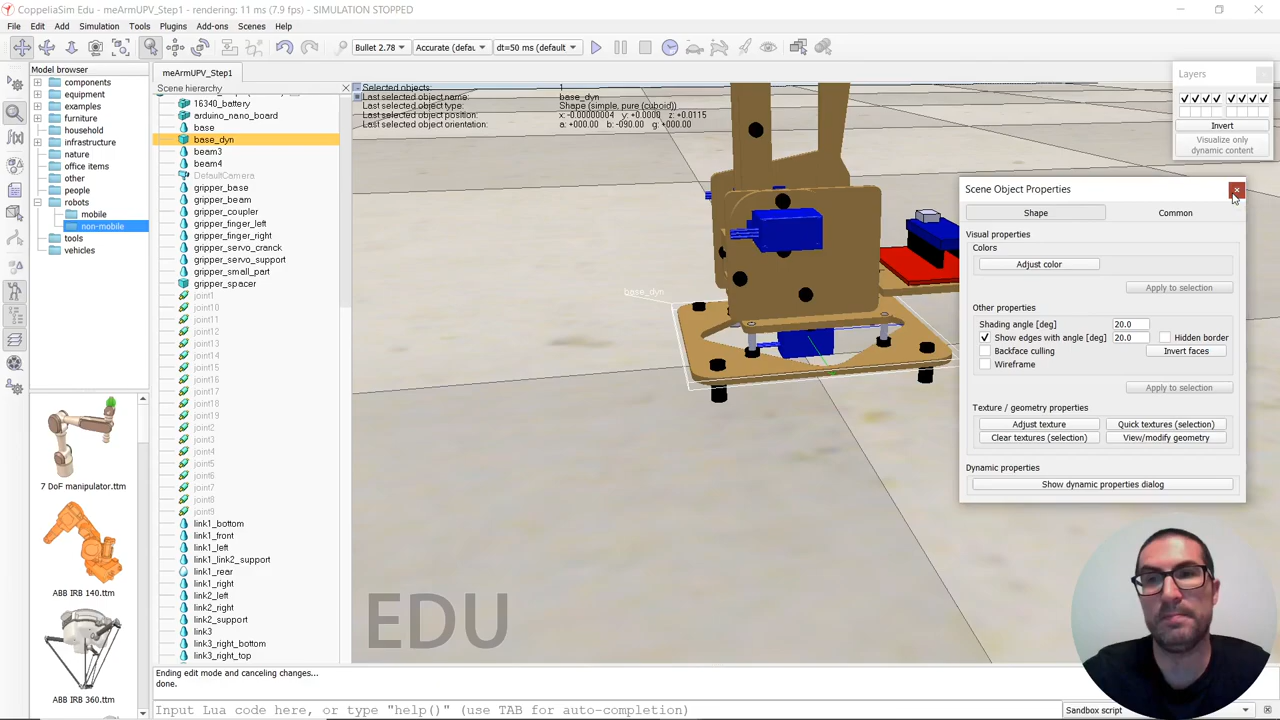 CoppeliaSim Edu - meArmUPV_Step1 - rendering: 11 ms (7.9 fps) - SIMULATION STOPPED
File Edit Add Simulation Tools Plugins Add-ons Scenes Help
Bullet 2.78 Accurate (defau dt=50 ms (default)
Model browser
components
equipment
examples
furniture
household
infrastructure
nature
office items
other
people
robots
mobile
non-mobile
tools
vehicles
7 DoF manipulator.ttm
ABB IRB 140.ttm
ABB IRB 360.ttm
meArmUPV_Step1
Scene hierarchy
16340_battery
arduino_nano_board
base
base_dyn
beam3
beam4
DefaultCamera
gripper_base
gripper_beam
gripper_coupler
gripper_finger_left
gripper_finger_right
gripper_servo_cranck
gripper_servo_support
gripper_small_part
gripper_spacer
joint1
joint10
joint11
joint12
joint13
joint14
joint15
joint16
joint17
joint18
joint19
joint2
joint3
joint4
joint5
joint6
joint7
joint8
joint9
link1_bottom
link1_front
link1_left
link1_link2_support
link1_rear
link1_right
link2_left
link2_right
link2_support
link3
link3_right_bottom
link3_right_top
Selected objects: 1
Last selected object name: base_dyn
Last selected object type: Shape (simple, pure (cuboid))
Last selected object position: x: -0.00000004 y: +0.0000 z: +0.0115
Last selected object orientation: a: +000.00 b: -090.00 g: +000.00
base_dyn
EDU
Layers
Invert
Visualize only
dynamic content
Scene Object Properties
Shape Common
Visual properties
Colors
Adjust color
Apply to selection
Other properties
Shading angle [deg] 20.0
Show edges with angle [deg] 20.0 Hidden border
Backface culling Invert faces
Wireframe
Apply to selection
Texture / geometry properties
Adjust texture Quick textures (selection)
Clear textures (selection) View/modify geometry
Dynamic properties
Show dynamic properties dialog
Ending edit mode and canceling changes...
done.
Input Lua code here, or type "help()" (use TAB for auto-completion)
Sandbox script